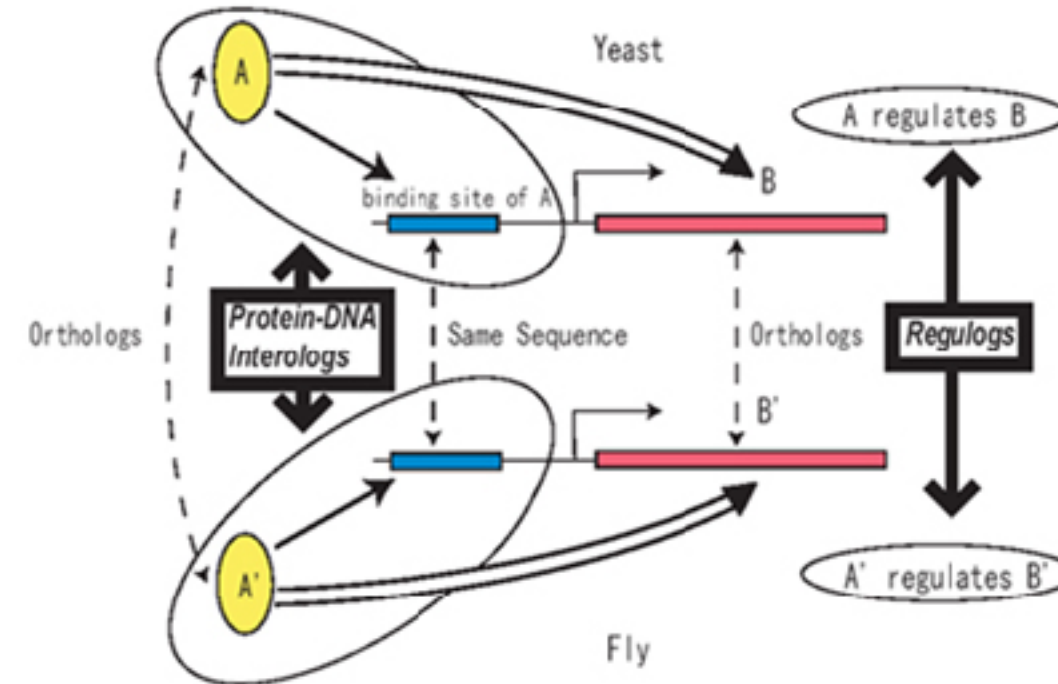 Yeast
A
A regulates B
B
binding site of A
Orthologs
Protein-DNA
Interologs
Same Sequence
Orthologs
Regulogs
B'
A'
A' regulates B'
Fly